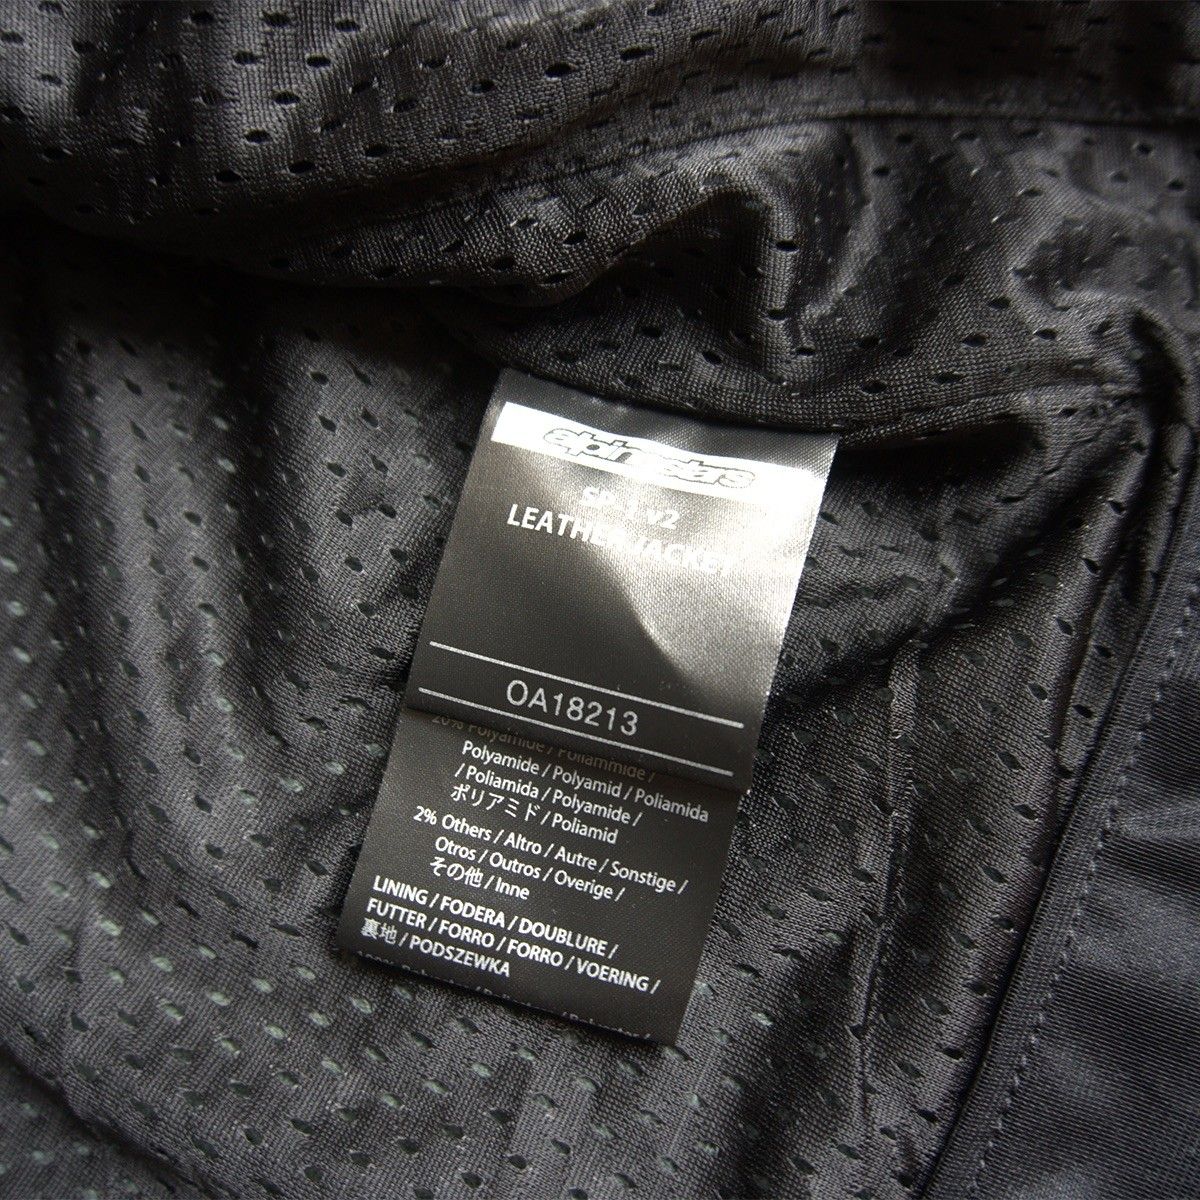 alpinestars
SP-1 v2
LEATHER JACKET
OA18213
20% Polyamide / Poliammide /
Polyamide / Polyamid / Poliamida
/ Poliamida / Polyamide /
ポリアミド / Poliamid
2% Others / Altro / Autre / Sonstige /
Otros / Outros / Overige /
その他 / Inne
LINING / FODERA / DOUBLURE /
FUTTER / FORRO / FORRO / VOERING /
裏地 / PODSZEWKA